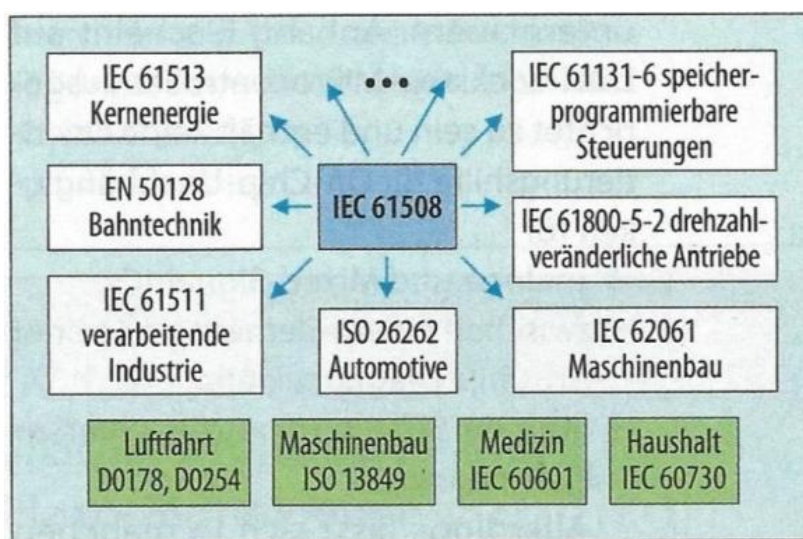 IEC 61513
Kernenergie
...
IEC 61131-6 speicher-
programmierbare
Steuerungen
EN 50128
Bahntechnik
IEC 61508
IEC 61800-5-2 drehzahl-
veränderliche Antriebe
IEC 61511
verarbeitende
Industrie
ISO 26262
Automotive
IEC 62061
Maschinenbau
Luftfahrt
D0178, D0254
Maschinenbau
ISO 13849
Medizin
IEC 60601
Haushalt
IEC 60730